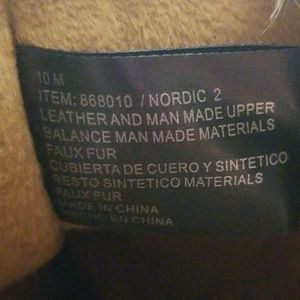 10 M
ITEM: 868010 / NORDIC 2
LEATHER AND MAN MADE UPPER
BALANCE MAN MADE MATERIALS
FAUX FUR
CUBIERTA DE CUERO Y SINTETICO
RESTO SINTETICO MATERIALS
FAUX FUR
MADE IN CHINA
HECHO EN CHINA